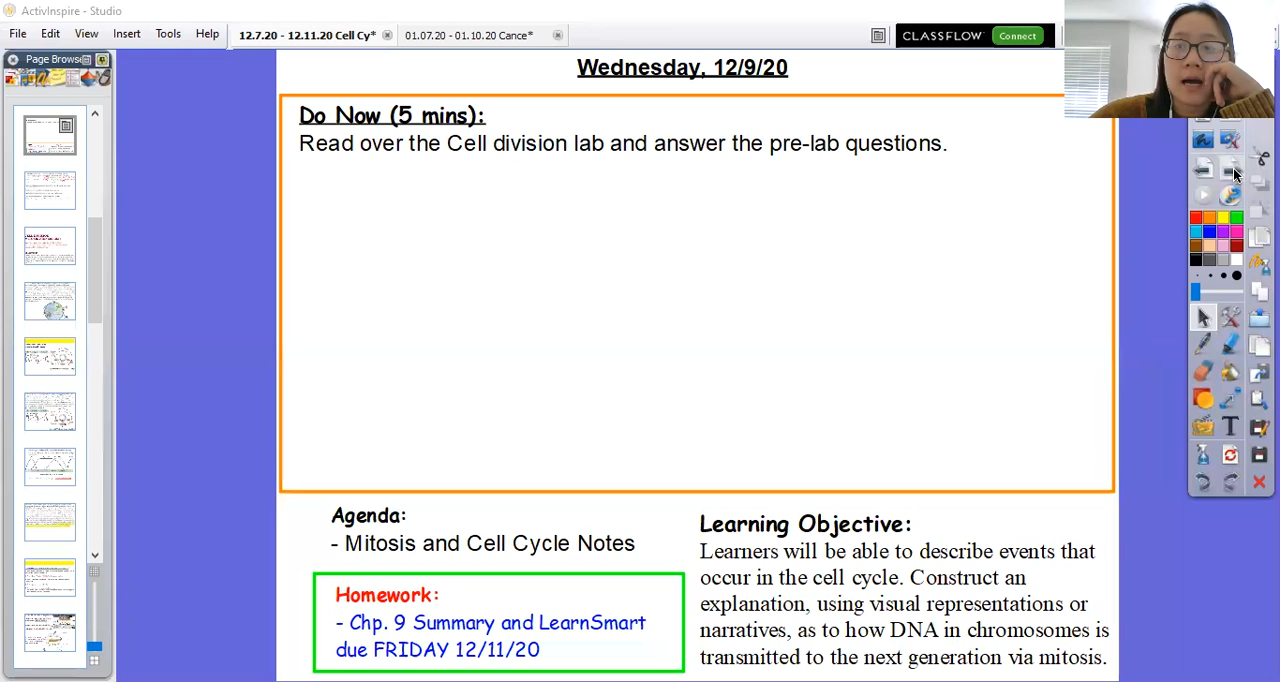 ActivInspire - Studio
File Edit View Insert Tools Help
12.7.20 - 12.11.20 Cell Cy*
01.07.20 - 01.10.20 Cance*
CLASSFLOW Connect
Page Browse
Wednesday, 12/9/20
Do Now (5 mins):
Read over the Cell division lab and answer the pre-lab questions.
Agenda:
- Mitosis and Cell Cycle Notes
Homework:
- Chp. 9 Summary and LearnSmart
due FRIDAY 12/11/20
Learning Objective:
Learners will be able to describe events that
occur in the cell cycle. Construct an
explanation, using visual representations or
narratives, as to how DNA in chromosomes is
transmitted to the next generation via mitosis.